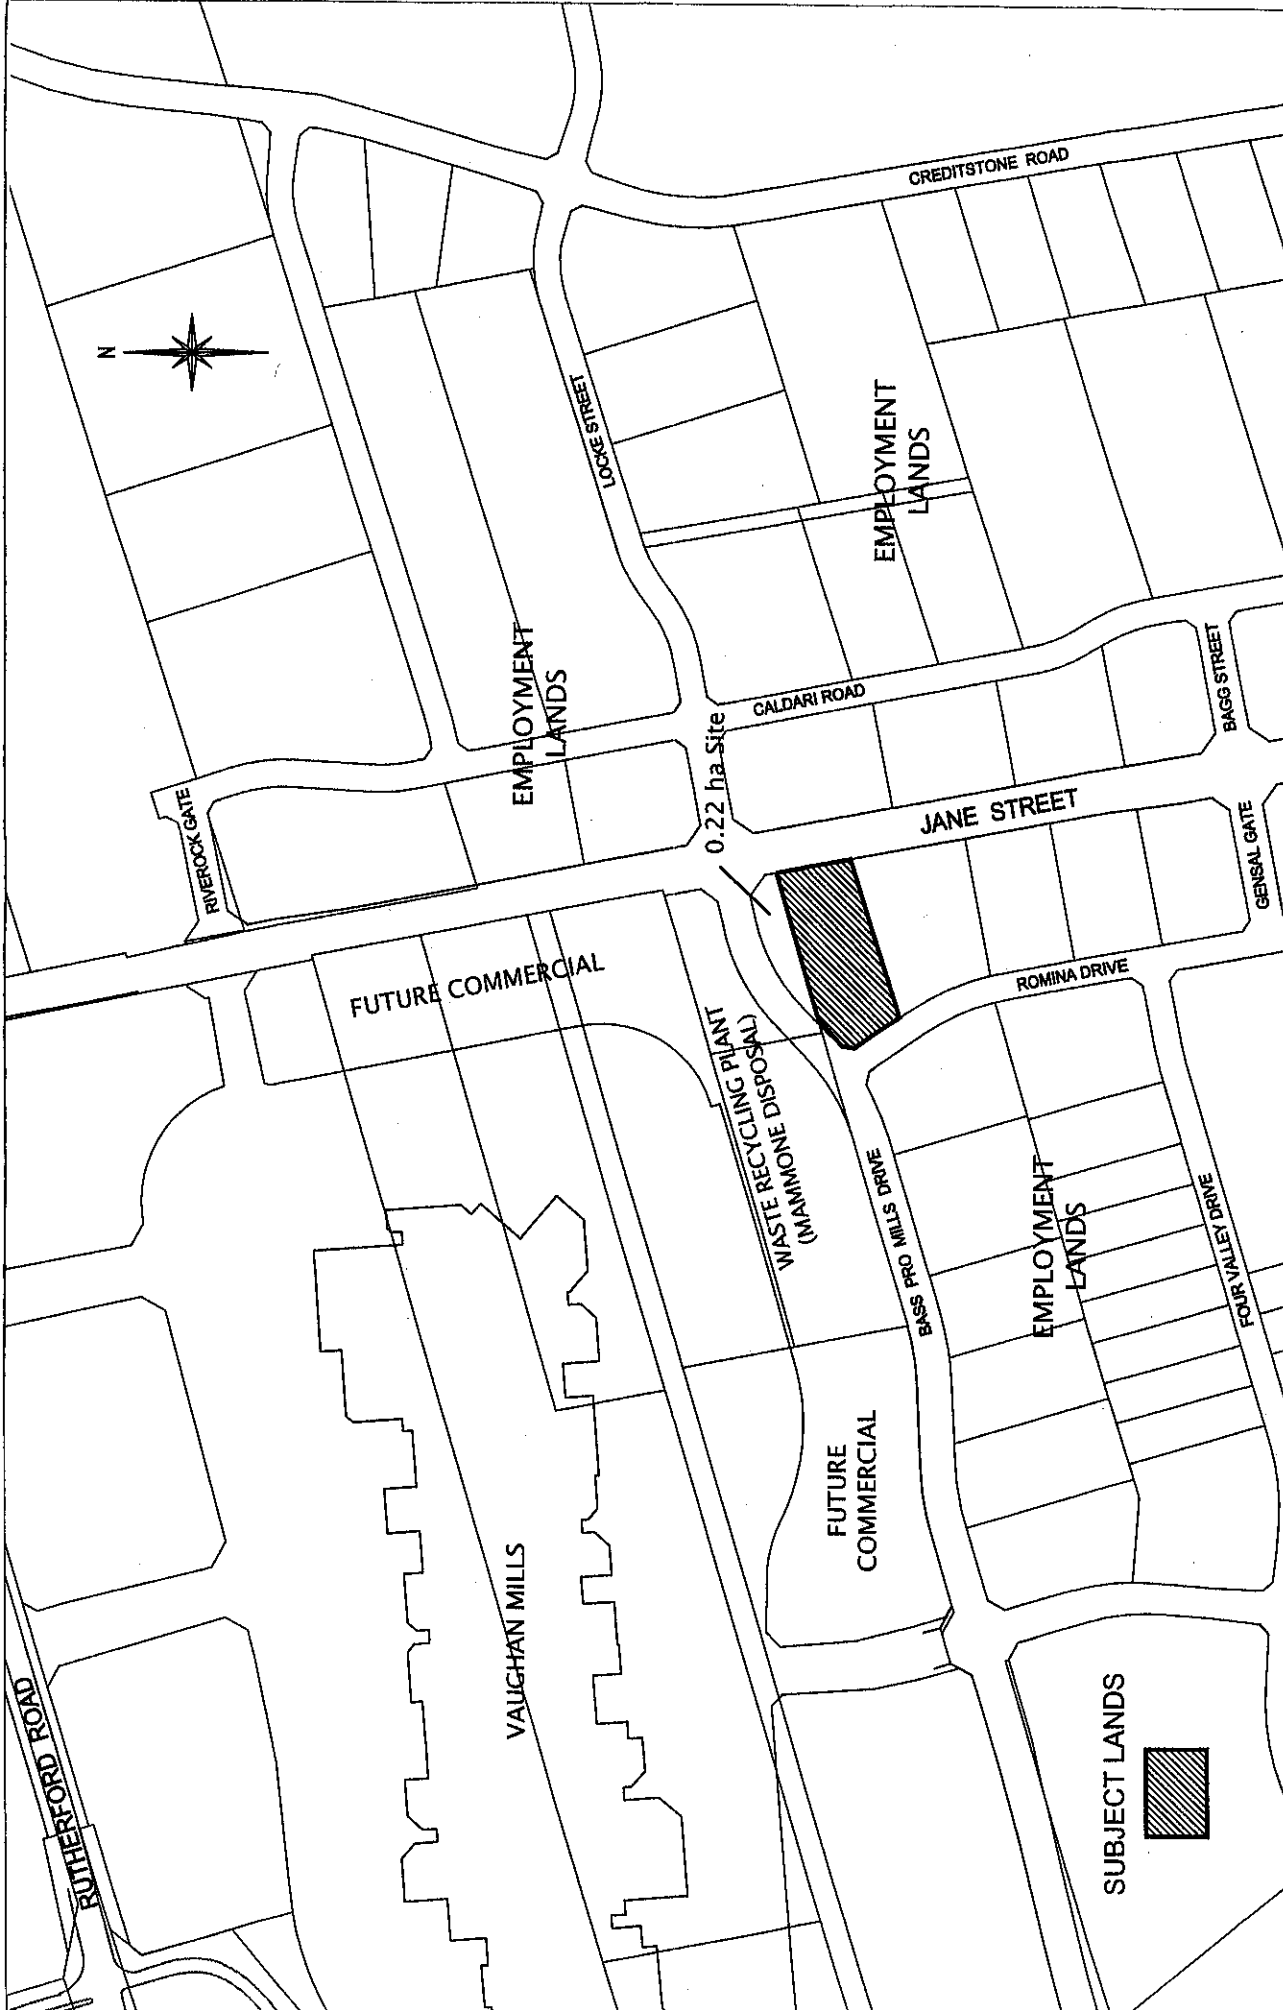 RUTHERFORD ROAD
VAUGHAN MILLS
FUTURE COMMERCIAL
RIVEROCK GATE
N
EMPLOYMENT
LANDS
LOCKE STREET
CREDITSTONE ROAD
WASTE RECYCLING PLANT
(MAMMONE DISPOSAL)
0.22 ha Site
CALDARI ROAD
EMPLOYMENT
LANDS
FUTURE
COMMERCIAL
BASS PRO MILLS DRIVE
JANE STREET
ROMINA DRIVE
EMPLOYMENT
LANDS
FOUR VALLEY DRIVE
GENSAL GATE
BAGG STREET
SUBJECT LANDS